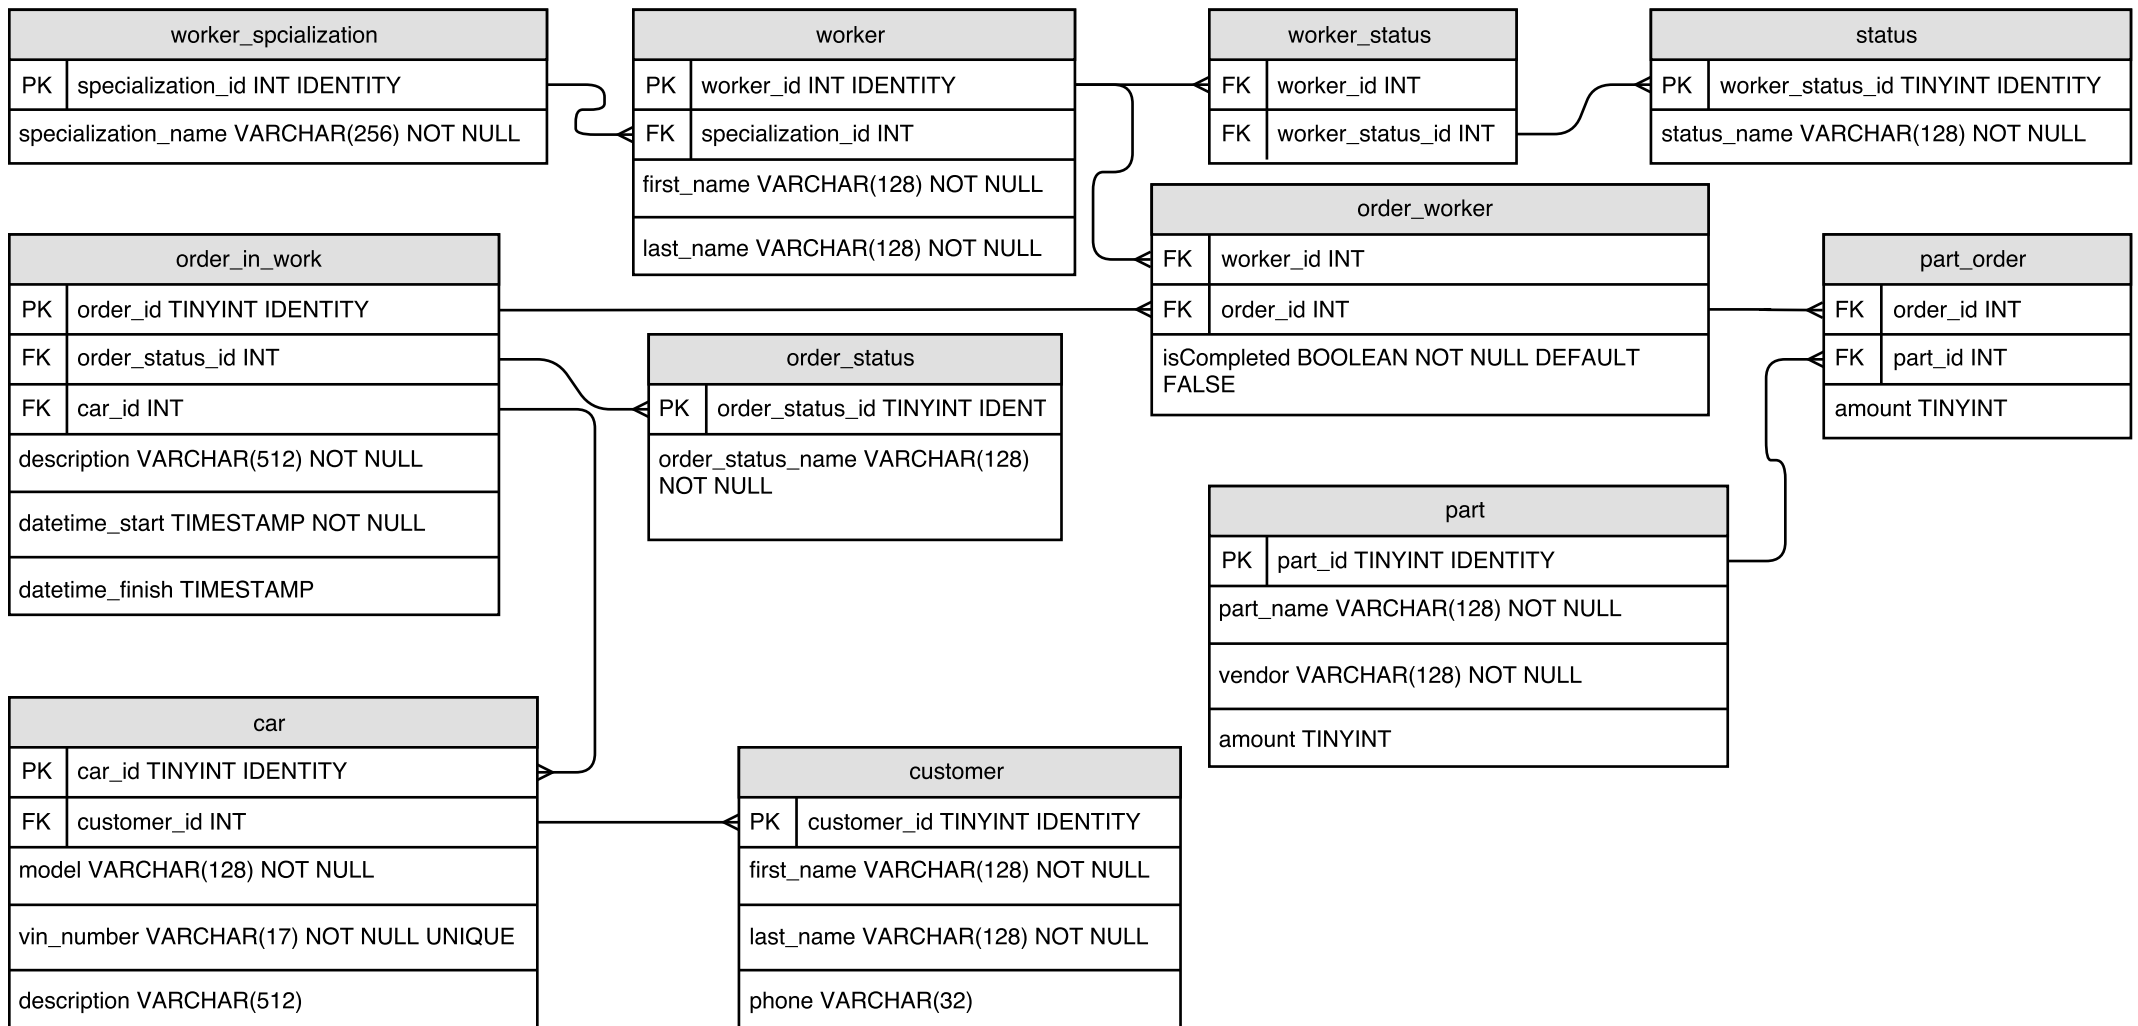 worker_spcialization
PK specialization_id INT IDENTITY
specialization_name VARCHAR(256) NOT NULL
worker
PK worker_id INT IDENTITY
FK specialization_id INT
first_name VARCHAR(128) NOT NULL
last_name VARCHAR(128) NOT NULL
worker_status
FK worker_id INT
FK worker_status_id INT
status
PK worker_status_id TINYINT IDENTITY
status_name VARCHAR(128) NOT NULL
order_in_work
PK order_id TINYINT IDENTITY
FK order_status_id INT
FK car_id INT
description VARCHAR(512) NOT NULL
datetime_start TIMESTAMP NOT NULL
datetime_finish TIMESTAMP
order_status
PK order_status_id TINYINT IDENT
order_status_name VARCHAR(128)
NOT NULL
order_worker
FK worker_id INT
FK order_id INT
isCompleted BOOLEAN NOT NULL DEFAULT
FALSE
part_order
FK order_id INT
FK part_id INT
amount TINYINT
part
PK part_id TINYINT IDENTITY
part_name VARCHAR(128) NOT NULL
vendor VARCHAR(128) NOT NULL
amount TINYINT
car
PK car_id TINYINT IDENTITY
FK customer_id INT
model VARCHAR(128) NOT NULL
vin_number VARCHAR(17) NOT NULL UNIQUE
description VARCHAR(512)
customer
PK customer_id TINYINT IDENTITY
first_name VARCHAR(128) NOT NULL
last_name VARCHAR(128) NOT NULL
phone VARCHAR(32)